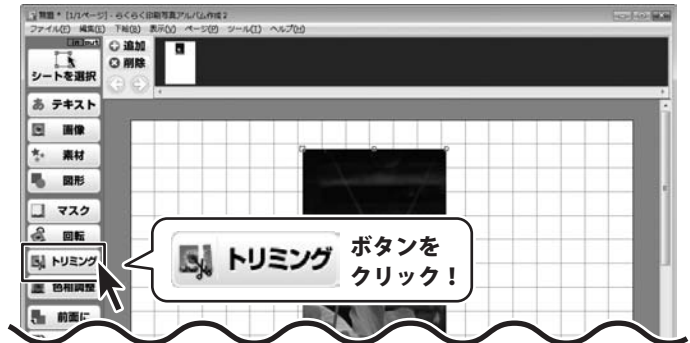 無題 * [1/1ページ] - らくらく印刷写真アルバム作成2
ファイル(F) 編集(E) 下絵(B) 表示(V) ページ(P) ツール(T) ヘルプ(H)
in out
シートを選択
追加
削除
あ テキスト
画像
素材
図形
マスク
回転
トリミング
色相調整
前面に
トリミング
ボタンを
クリック!